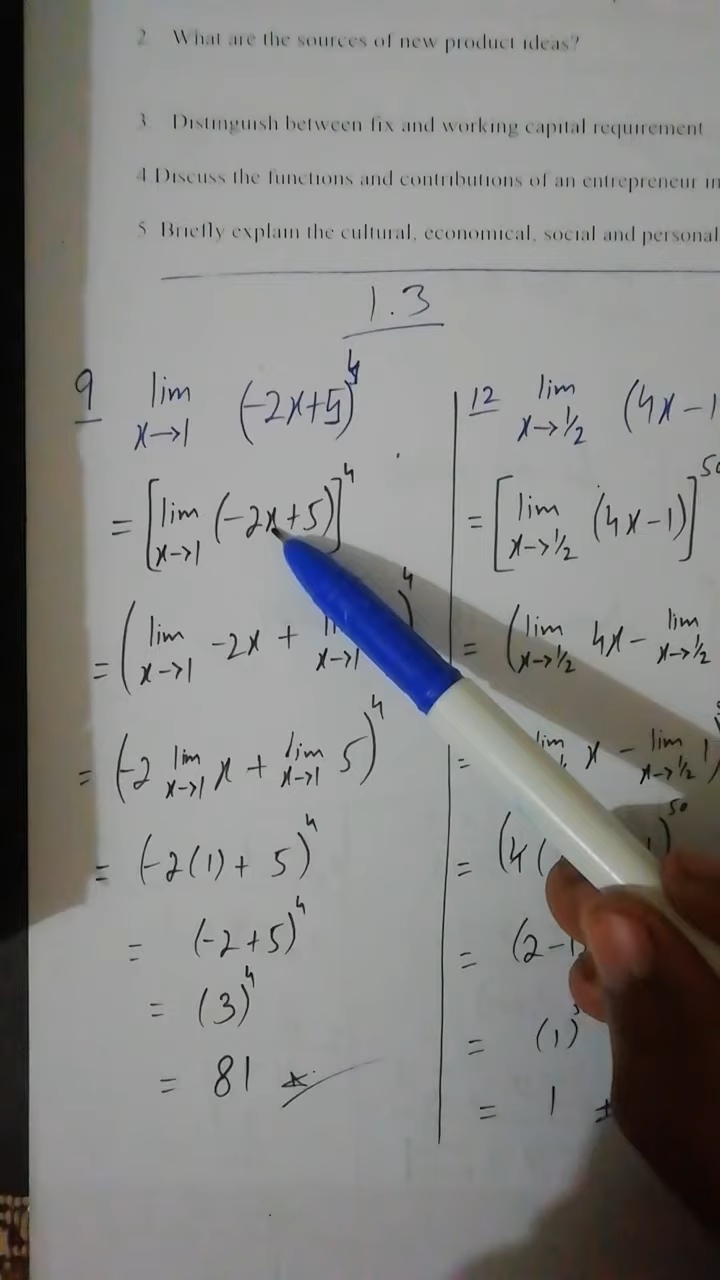 2 What are the sources of new product ideas?
3 Distinguish between fix and working capital requirement
4 Discuss the functions and contributions of an entrepreneur in
5 Briefly explain the cultural, economical, social and personal
1.3
9 lim x→1 (-2x+5)^4
= [lim x→1 (-2x+5)]^4
= (lim x→1 -2x + x→1 )^4
= (-2 lim x→1 x + lim x→1 5)^4
= (-2(1) + 5)^4
= (-2+5)^4
= (3)^4
= 81
12 lim x→1/2 (4x-1
= [lim x→1/2 (4x-1)]^50
= (lim x→1/2 4x - lim x→1/2
= lim x - lim x→1/2 1)
= (4( )^50
= (2-1
= (1)
= 1